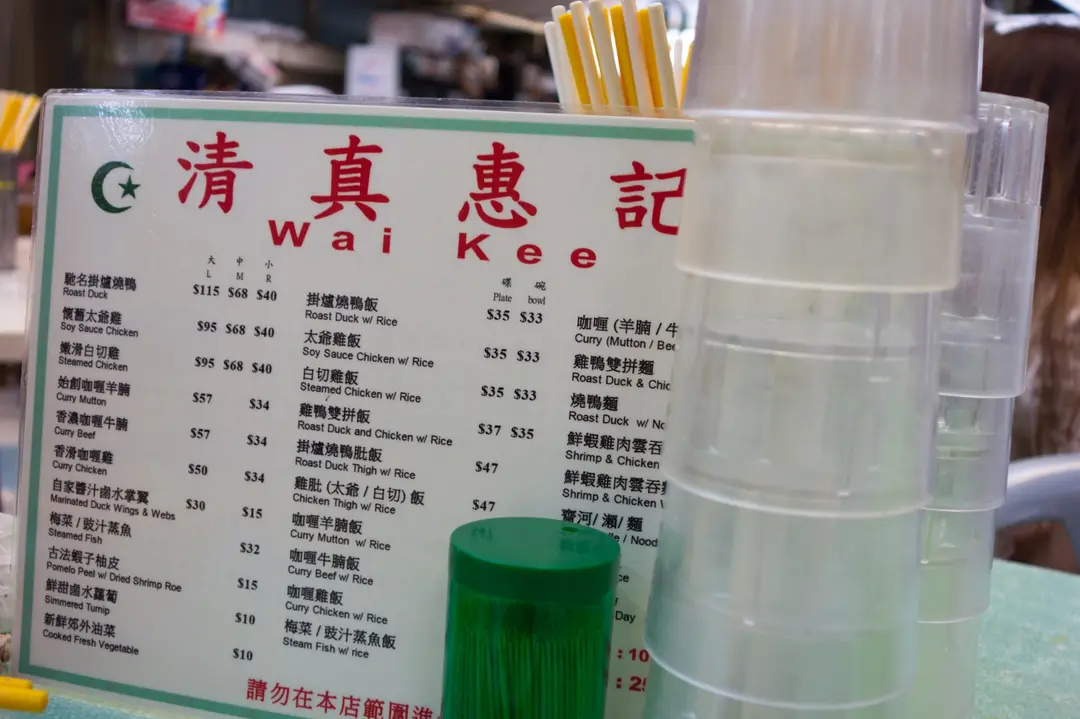 清真惠記
Wai Kee
大 中 小
L M R
馳名掛爐燒鴨
Roast Duck $115 $68 $40
懷舊太爺雞
Soy Sauce Chicken $95 $68 $40
嫩滑白切雞
Steamed Chicken $95 $68 $40
始創咖喱羊腩
Curry Mutton $57 $34
香濃咖喱牛腩
Curry Beef $57 $34
香滑咖喱雞
Curry Chicken $50 $34
自家醬汁鹵水掌翼
Marinated Duck Wings & Webs $30 $15
梅菜 / 豉汁蒸魚
Steamed Fish $32
古法蝦子柚皮
Pomelo Peel w/ Dried Shrimp Roe $15
鮮甜鹵水蘿蔔
Simmered Turnip $10
新鮮郊外油菜
Cooked Fresh Vegetable $10
碟 碗
Plate bowl
掛爐燒鴨飯
Roast Duck w/ Rice $35 $33
太爺雞飯
Soy Sauce Chicken w/ Rice $35 $33
白切雞飯
Steamed Chicken w/ Rice $35 $33
雞鴨雙拼飯
Roast Duck and Chicken w/ Rice $37 $35
掛爐燒鴨肶飯
Roast Duck Thigh w/ Rice $47
雞肶 (太爺 / 白切) 飯
Chicken Thigh w/ Rice $47
咖喱羊腩飯
Curry Mutton w/ Rice
咖喱牛腩飯
Curry Beef w/ Rice
咖喱雞飯
Curry Chicken w/ Rice
梅菜 / 豉汁蒸魚飯
Steam Fish w/ rice
咖喱 (羊腩 / 牛
Curry (Mutton / Bee
雞鴨雙拼麵
Roast Duck & Chic
燒鴨麵
Roast Duck w/ No
鮮蝦雞肉雲吞
Shrimp & Chicken
鮮蝦雞肉雲吞
Shrimp & Chicken
齋河 / 瀨 / 麵
/ Nood
Day
: 10
: 25
請勿在本店範圍進